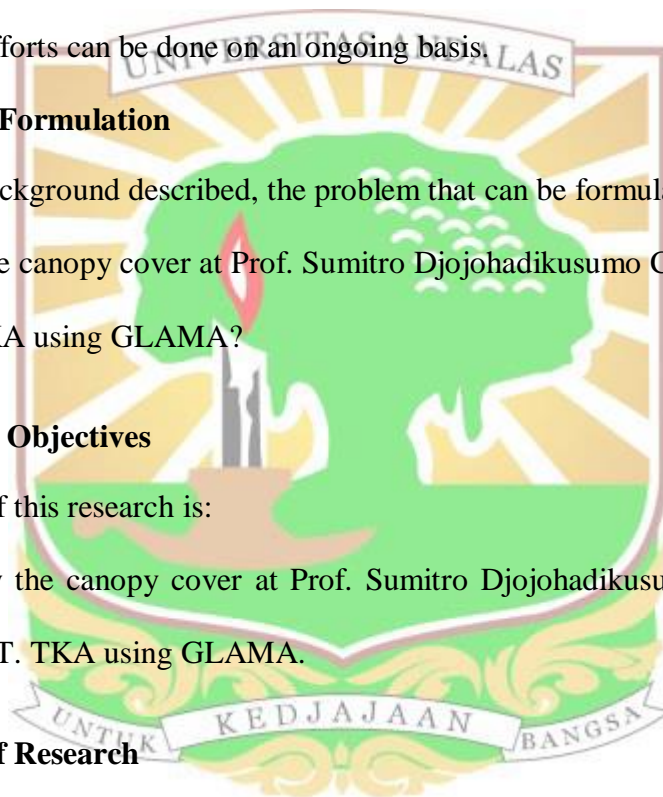 fforts can be done on an ongoing basis.
UNIVERSITAS ANDALAS
Formulation
ckground described, the problem that can be formula
e canopy cover at Prof. Sumitro Djojohadikusumo
KA using GLAMA?
Objectives
f this research is:
the canopy cover at Prof. Sumitro Djojohadikusu
T. TKA using GLAMA.
UNTUK KEDJAJAAN BANGSA
f Research